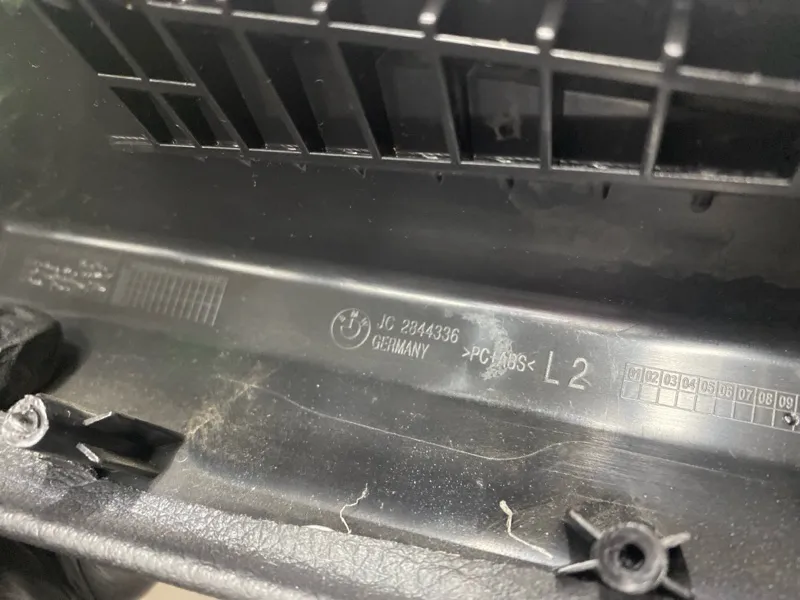 JC 2844336
GERMANY
>PC+ABS<
L2
01 02 03 04 05 06 07 08 09